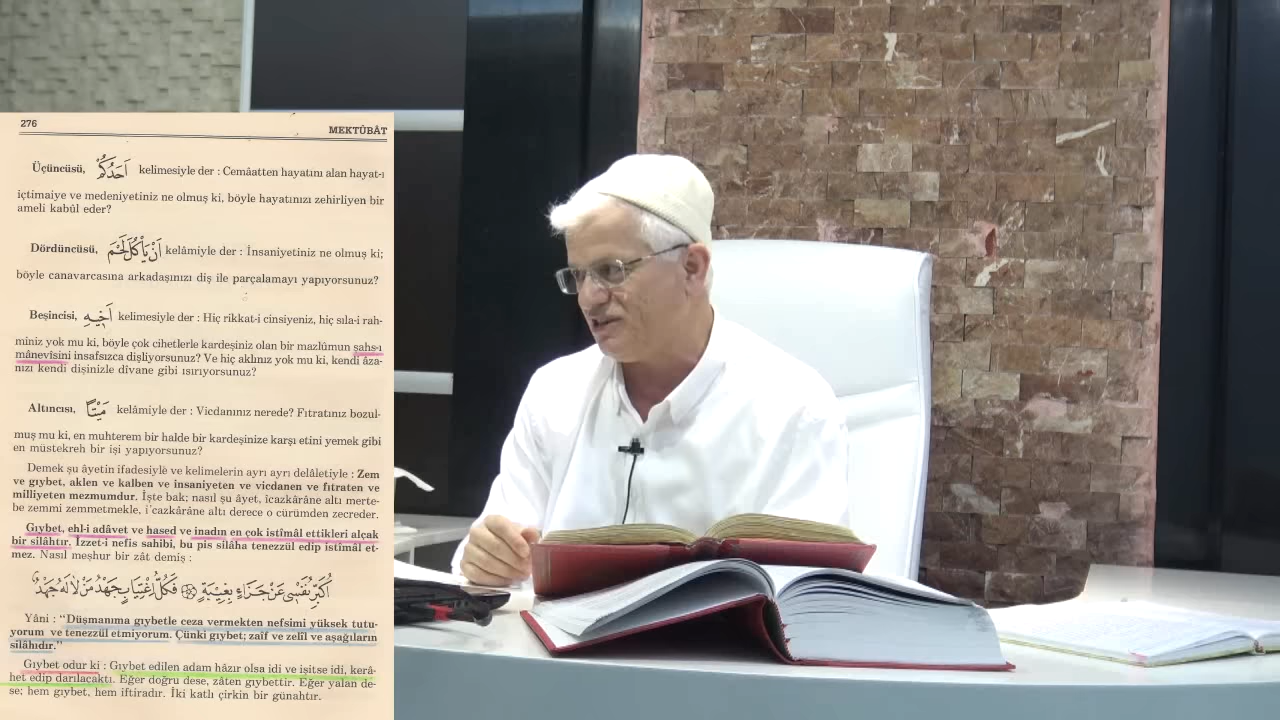 276
MEKTÛBÂT
Üçüncüsü, اَحَدُكُمْ kelimesiyle der : Cemâatten hayatını alan hayat-ı
içtimaiye ve medeniyetiniz ne olmuş ki, böyle hayatınızı zehirliyen bir
ameli kabûl eder?
Dördüncüsü, اَنْ يَاْكُلَ لَحْمَ kelâmiyle der : İnsaniyetiniz ne olmuş ki;
böyle canavarcasına arkadaşınızı diş ile parçalamayı yapıyorsunuz?
Beşincisi, اَخِيهِ kelimesiyle der : Hiç rikkat-i cinsiyeniz, hiç sıla-i rah-
miniz yok mu ki, böyle çok cihetlerle kardeşiniz olan bir mazlûmun şahs-ı
mânevîsini insafsızca dişliyorsunuz? Ve hiç aklınız yok mu ki, kendi âza-
nızı kendi dişinizle dîvane gibi ısırıyorsunuz?
Altıncısı, مَيْتًا kelâmiyle der : Vicdanınız nerede? Fıtratınız bozul-
muş mu ki, en muhterem bir halde bir kardeşinize karşı etini yemek gibi
en müstekreh bir işi yapıyorsunuz?
Demek şu âyetin ifadesiyle ve kelimelerin ayrı ayrı delâletiyle : Zem
ve gıybet, aklen ve kalben ve insaniyeten ve vicdanen ve fıtraten ve
milliyeten mezmumdur. İşte bak; nasıl şu âyet, îcazkârâne altı merte-
be zemmi zemmetmekle, i'cazkârâne altı derece o cürümden zecreder.
Gıybet, ehl-i adâvet ve hased ve inadın en çok istîmâl ettikleri alçak
bir silâhtır. İzzet-i nefis sahibi, bu pis silâha tenezzül edip istimâl et-
mez. Nasıl meşhur bir zât demiş :
اُكَبِّرُ نَفْسِى عَنْ جَزَاءٍ بِغِيْبَةٍ ۞ فَكُلُّ اغْتِيَابٍ جَهْدُ مَنْ لاَ لَهُ جَهْدٌ
Yâni : "Düşmanıma gıybetle ceza vermekten nefsimi yüksek tutu-
yorum ve tenezzül etmiyorum. Çünki gıybet; zaîf ve zelîl ve aşağıların
silâhıdır."
Gıybet odur ki : Gıybet edilen adam hâzır olsa idi ve işitse idi, kerâ-
het edip darılacaktı. Eğer doğru dese, zâten gıybettir. Eğer yalan de-
se; hem gıybet, hem iftiradır. İki katlı çirkin bir günahtır.